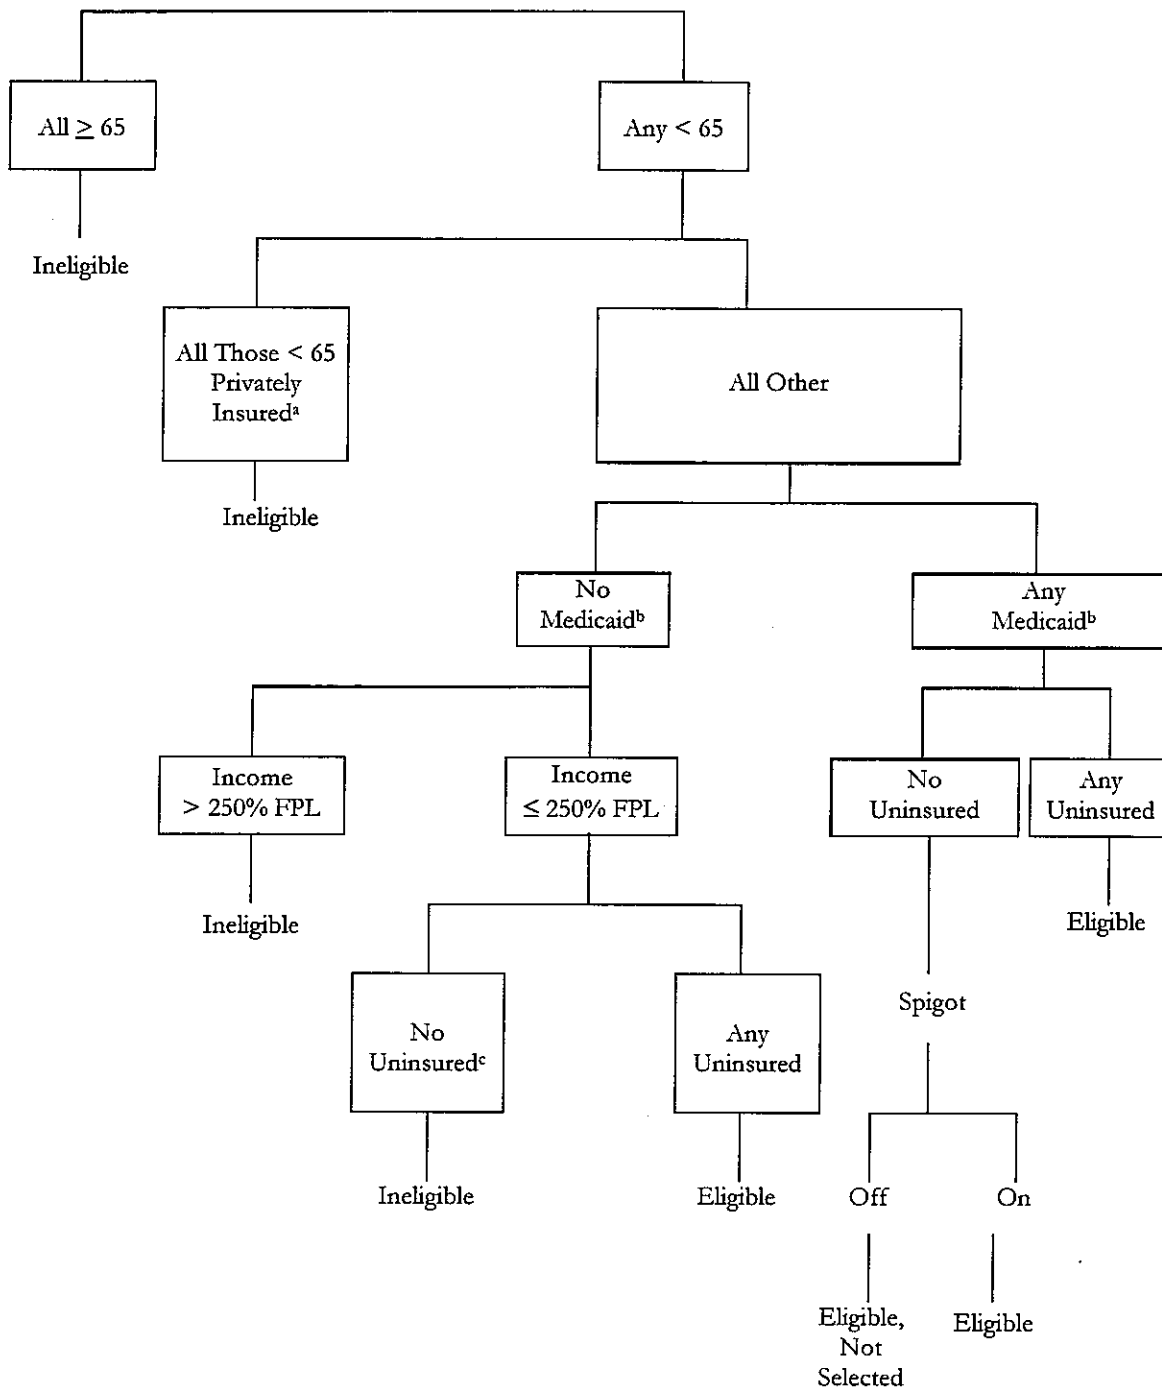 All ≥ 65
Any < 65
Ineligible
All Those < 65
Privately
Insuredᵃ
All Other
Ineligible
No
Medicaidᵇ
Any
Medicaidᵇ
Income
> 250% FPL
Income
≤ 250% FPL
No
Uninsured
Any
Uninsured
Ineligible
Eligible
No
Uninsuredᶜ
Any
Uninsured
Spigot
Ineligible
Eligible
Off
On
Eligible,
Not
Selected
Eligible